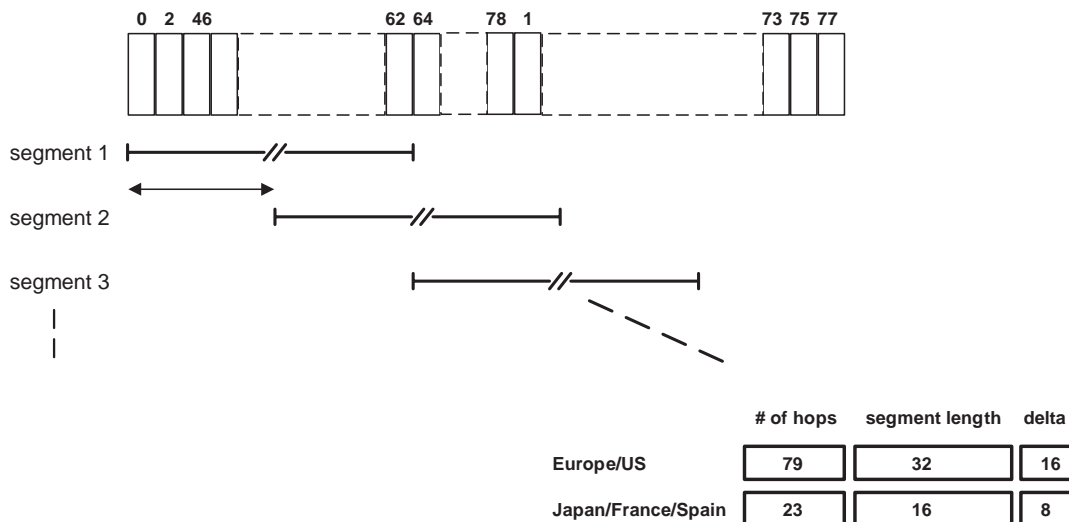 0 2 46 62 64 78 1 73 75 77
segment 1
segment 2
segment 3
# of hops segment length delta
Europe/US 79 32 16
Japan/France/Spain 23 16 8